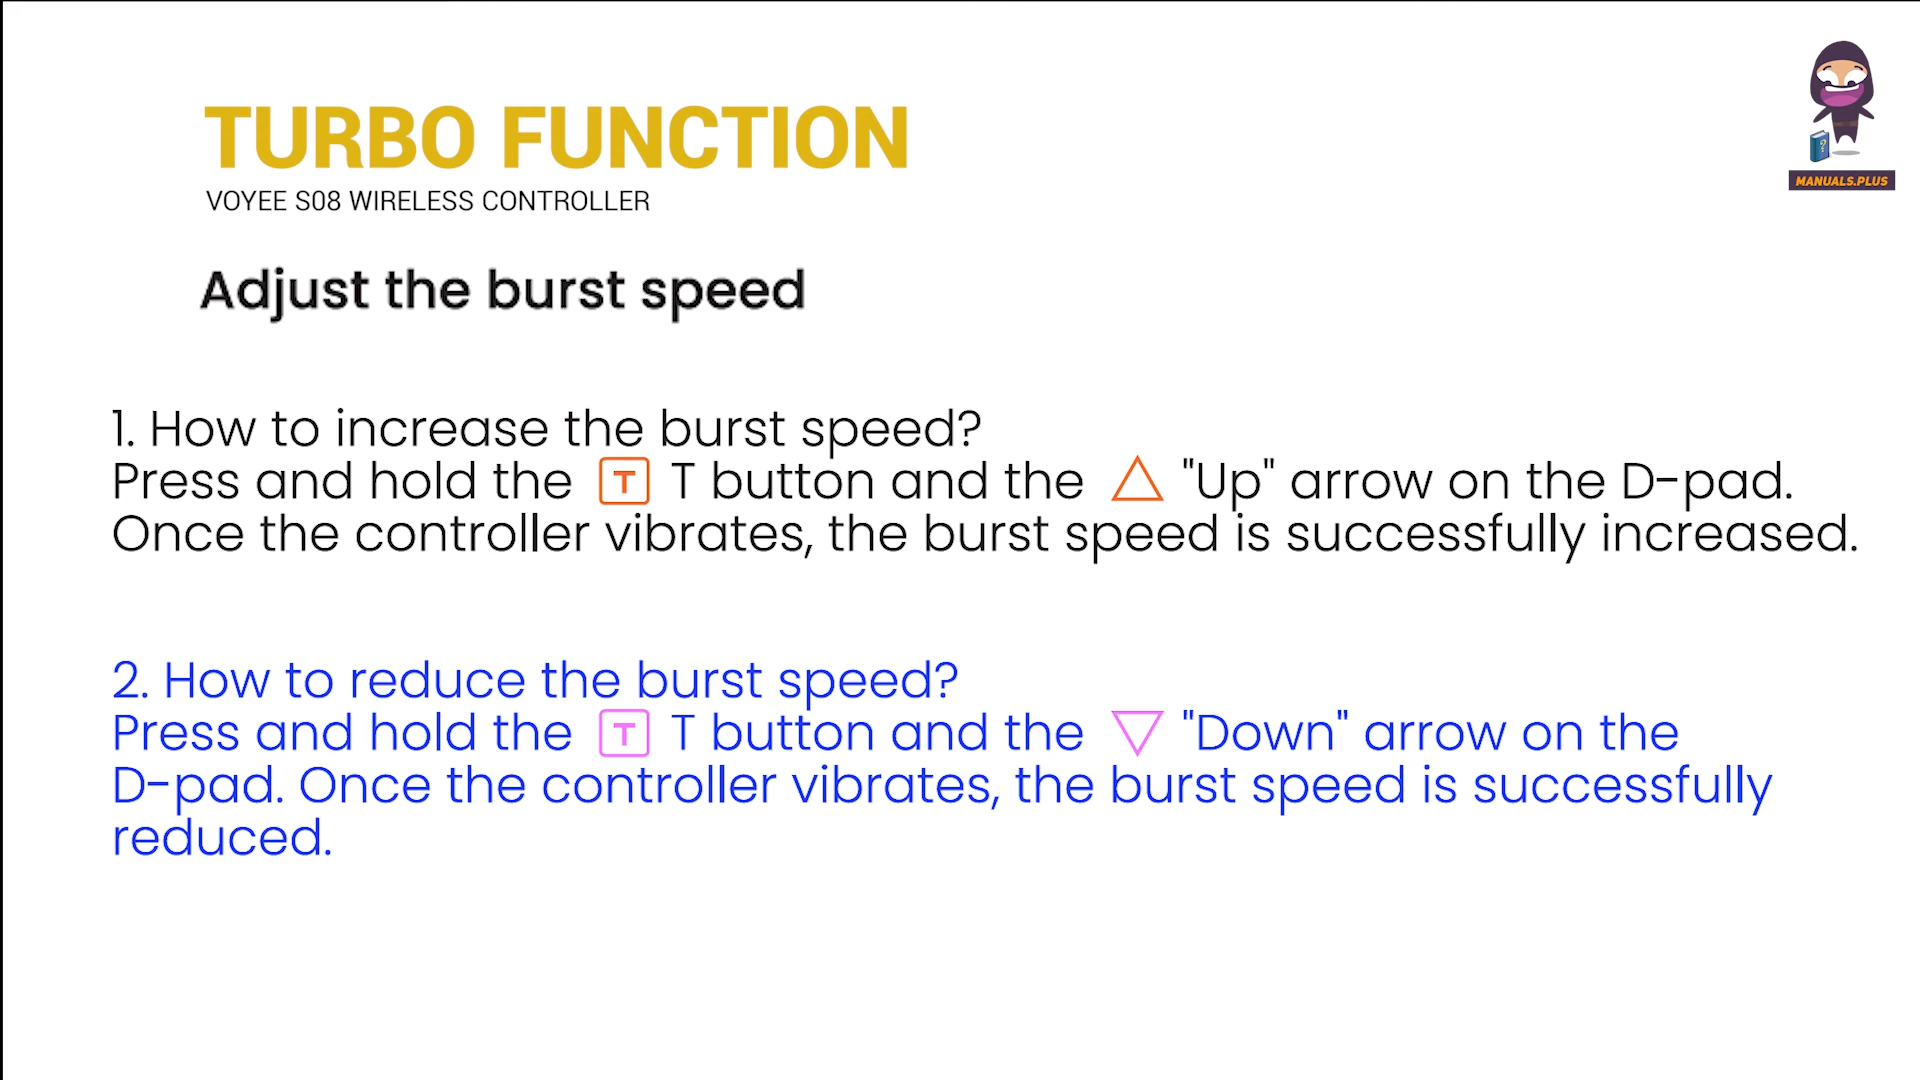 TURBO FUNCTION
VOYEE S08 WIRELESS CONTROLLER
MANUALS.PLUS
Adjust the burst speed
1. How to increase the burst speed?
Press and hold the T T button and the "Up" arrow on the D-pad.
Once the controller vibrates, the burst speed is successfully increased.
2. How to reduce the burst speed?
Press and hold the T T button and the "Down" arrow on the
D-pad. Once the controller vibrates, the burst speed is successfully
reduced.